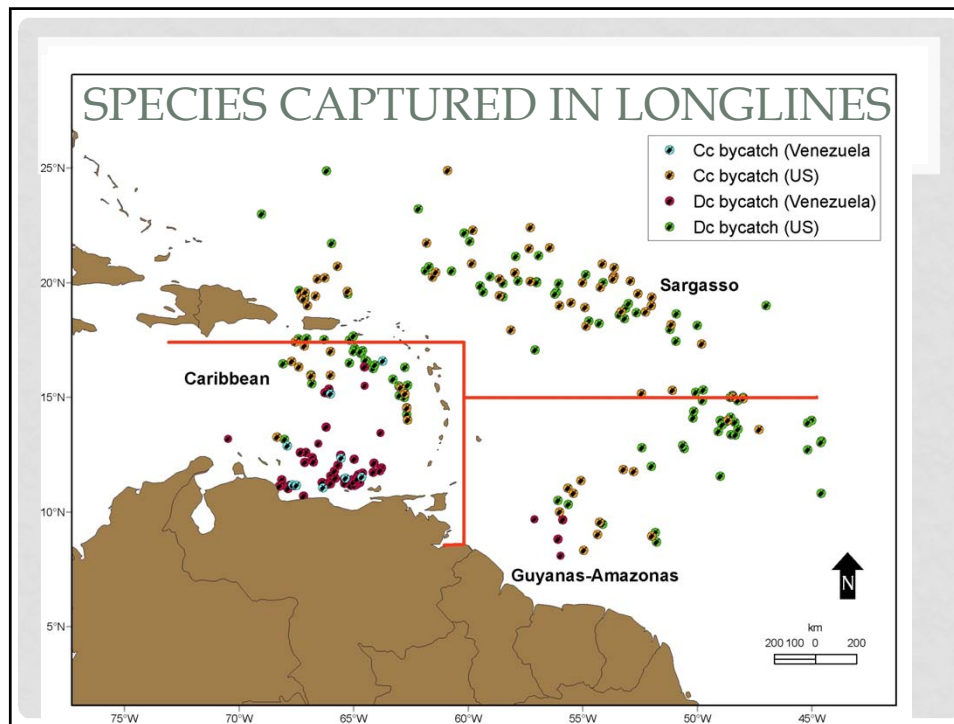 SPECIES CAPTURED IN LONGLINES
Cc bycatch (Venezuela
Cc bycatch (US)
Dc bycatch (Venezuela)
Dc bycatch (US)
25°N
20°N
15°N
10°N
5°N
Sargasso
Caribbean
Guyanas-Amazonas
N
km
200 100 0 200
75°W 70°W 65°W 60°W 55°W 50°W 45°W